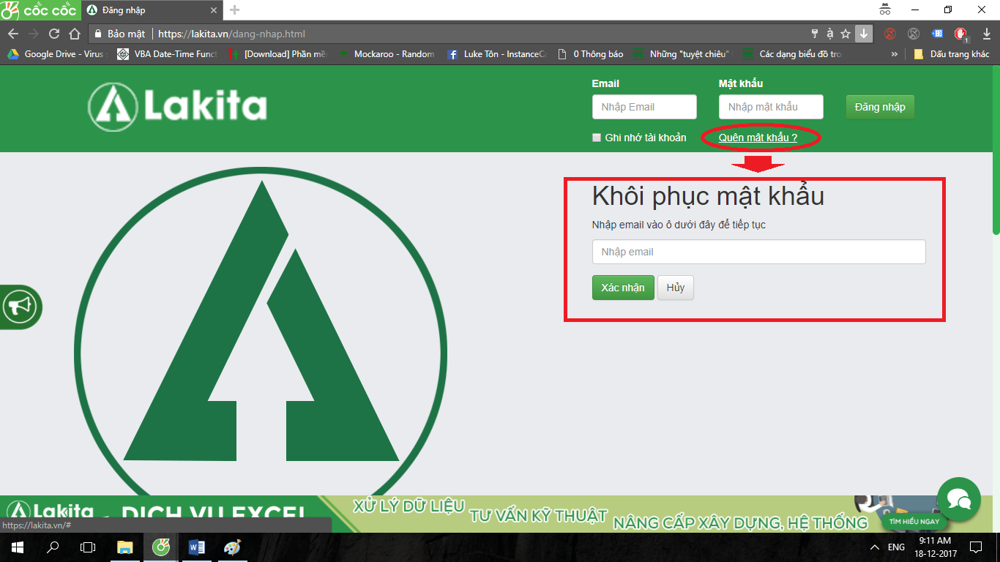 cốc cốc
Đăng nhập
Bảo mật
https://lakita.vn/dang-nhap.html
Google Drive - Virus
VBA Date-Time Funct
[Download] Phần mề
Mockaroo - Random
Luke Tôn - InstanceCa
0 Thông báo
Những "tuyệt chiêu"
Các dạng biểu đồ tro
»
Dấu trang khác
Lakita
Email
Mật khẩu
Nhập Email
Nhập mật khẩu
Đăng nhập
Ghi nhớ tài khoản
Quên mật khẩu ?
Khôi phục mật khẩu
Nhập email vào ô dưới đây để tiếp tục
Nhập email
Xác nhận
Hủy
Lakita - DỊCH VỤ EXCEL
XỬ LÝ DỮ LIỆU
TƯ VẤN KỸ THUẬT
NÂNG CẤP XÂY DỰNG, HỆ THỐNG
TÌM HIỂU NGAY
https://lakita.vn/#
ENG
9:11 AM
18-12-2017